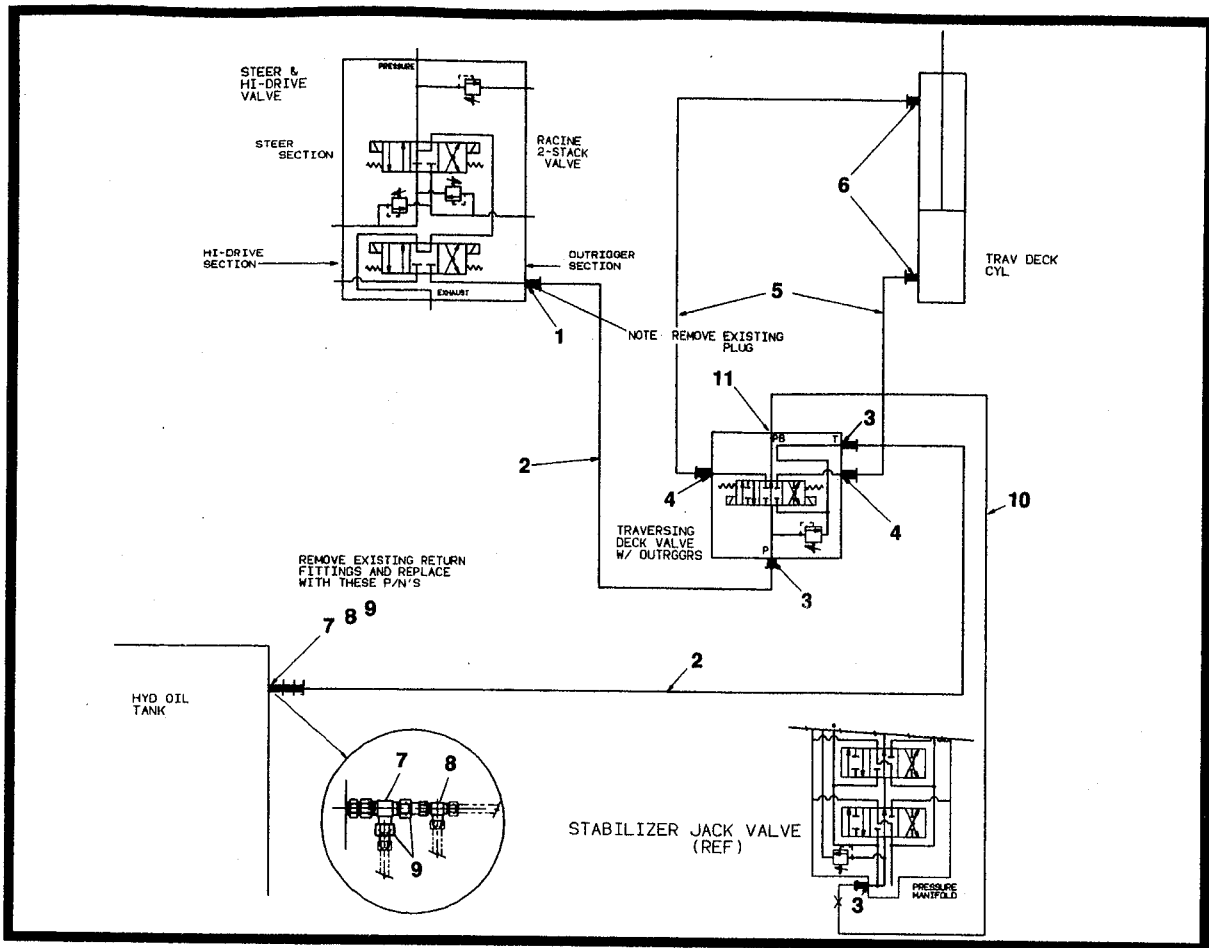 PRESSURE
STEER &
HI-DRIVE
VALVE
STEER
SECTION
RACINE
2-STACK
VALVE
HI-DRIVE
SECTION
OUTRIGGER
SECTION
EXHAUST
1
NOTE: REMOVE EXISTING
PLUG
6
TRAV DECK
CYL
5
11
PB
T
3
2
4
4
10
TRAVERSING
DECK VALVE
W/ OUTRGGRS
P
3
REMOVE EXISTING RETURN
FITTINGS AND REPLACE
WITH THESE P/N'S
7 8 9
2
HYD OIL
TANK
7
8
9
STABILIZER JACK VALVE
(REF)
PRESSURE
MANIFOLD
3